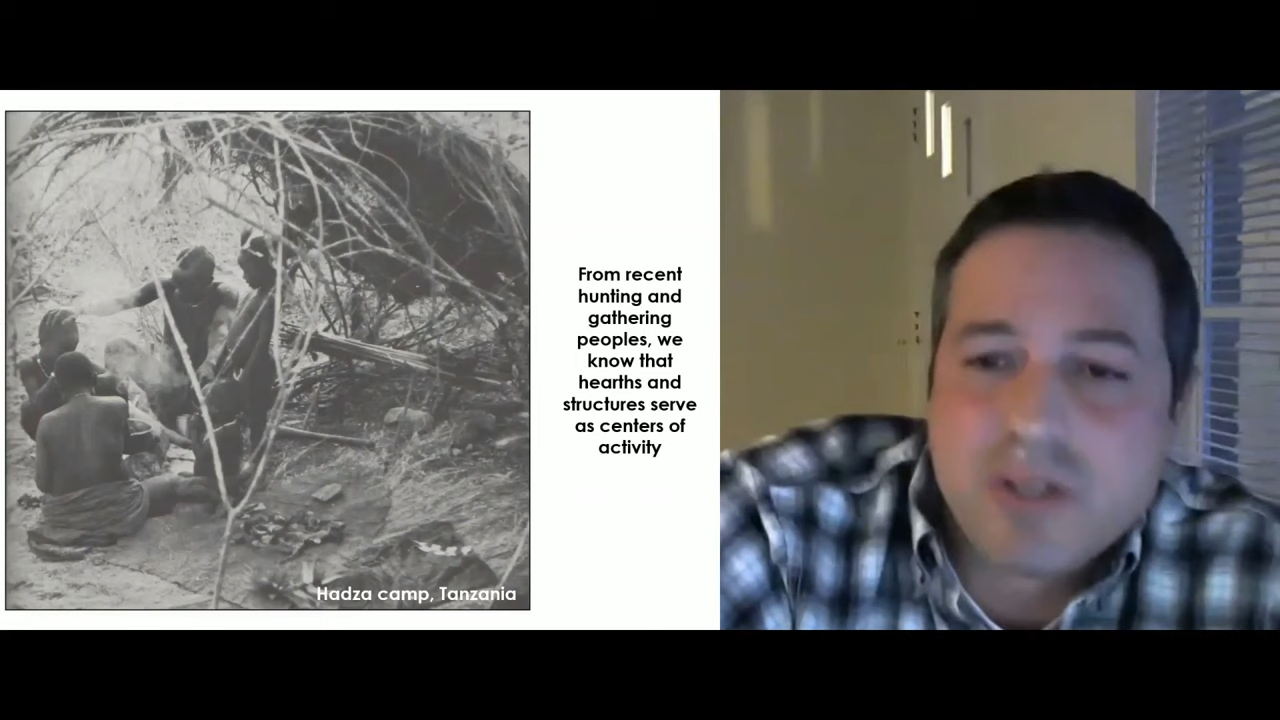 From recent
hunting and
gathering
peoples, we
know that
hearths and
structures serve
as centers of
activity
Hadza camp, Tanzania